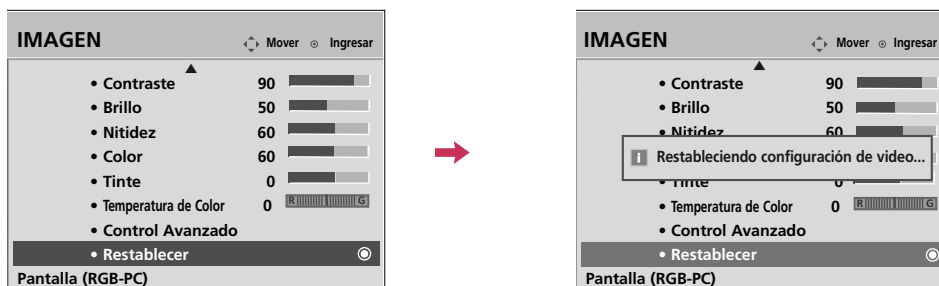 IMAGEN Mover Ingresar
• Contraste 90
• Brillo 50
• Nitidez 60
• Color 60
• Tinte 0
• Temperatura de Color 0 R G
• Control Avanzado
• Restablecer
Pantalla (RGB-PC)
IMAGEN Mover Ingresar
• Contraste 90
• Brillo 50
• Nitidez 60
i Restableciendo configuración de video...
• Tinte 0
• Temperatura de Color 0 R G
• Control Avanzado
• Restablecer
Pantalla (RGB-PC)